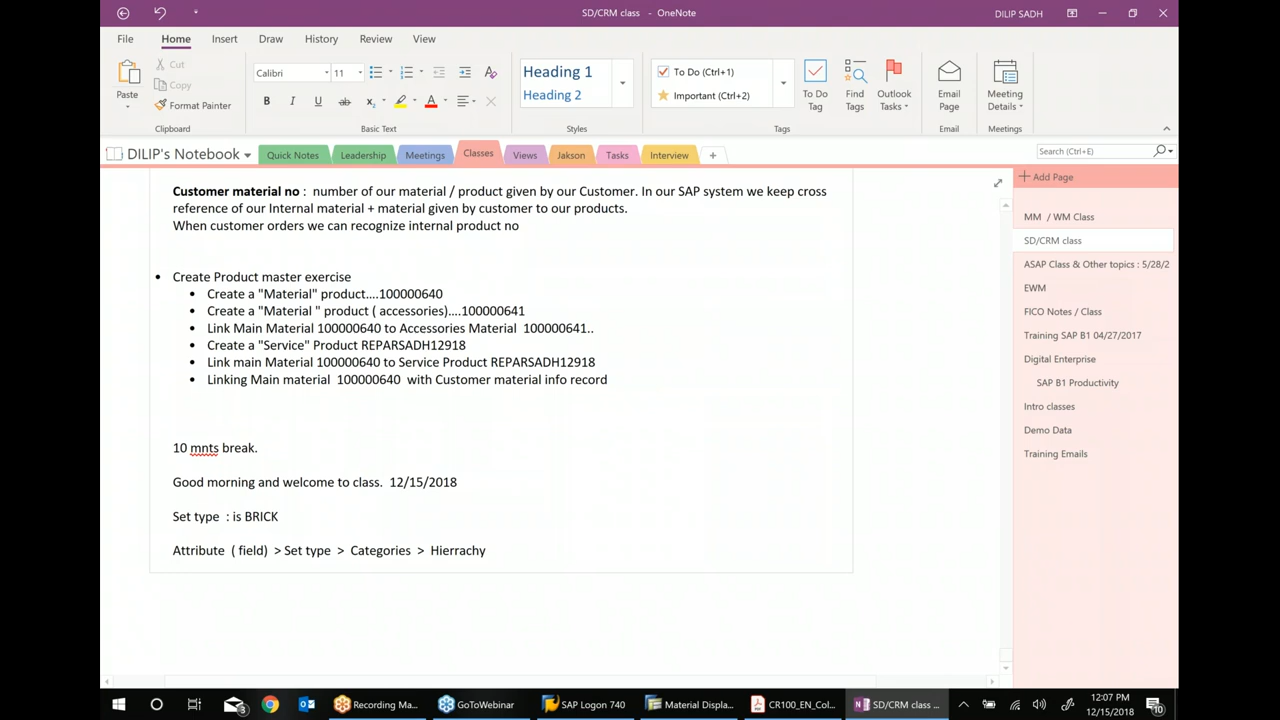 SD/CRM class - OneNote
DILIP SADH
File Home Insert Draw History Review View
Paste
Cut
Copy
Format Painter
Clipboard
Calibri 11
B I U ab x₂ A
Basic Text
Heading 1
Heading 2
Styles
To Do (Ctrl+1)
Important (Ctrl+2)
To Do Tag
Find Tags
Outlook Tasks
Tags
Email Page
Email
Meeting Details
Meetings
DILIP's Notebook Quick Notes Leadership Meetings Classes Views Jakson Tasks Interview
Search (Ctrl+E)
Customer material no : number of our material / product given by our Customer. In our SAP system we keep cross
reference of our Internal material + material given by customer to our products.
When customer orders we can recognize internal product no
• Create Product master exercise
• Create a "Material" product....100000640
• Create a "Material " product ( accessories)....100000641
• Link Main Material 100000640 to Accessories Material 100000641..
• Create a "Service" Product REPARSADH12918
• Link main Material 100000640 to Service Product REPARSADH12918
• Linking Main material 100000640 with Customer material info record
10 mnts break.
Good morning and welcome to class. 12/15/2018
Set type : is BRICK
Attribute ( field) > Set type > Categories > Hierrachy
Add Page
MM / WM Class
SD/CRM class
ASAP Class & Other topics : 5/28/2
EWM
FICO Notes / Class
Training SAP B1 04/27/2017
Digital Enterprise
SAP B1 Productivity
Intro classes
Demo Data
Training Emails
Recording Ma...
GoToWebinar
SAP Logon 740
Material Displa...
CR100_EN_Col...
SD/CRM class ...
12:07 PM
12/15/2018
10